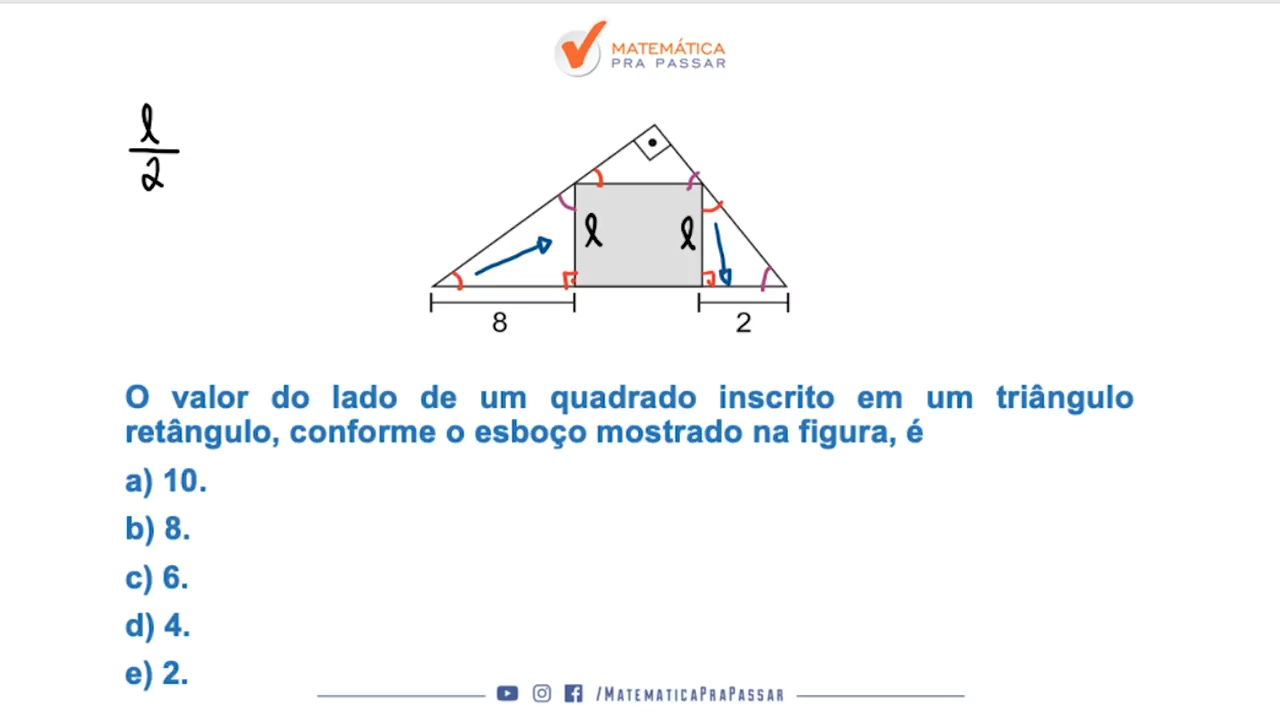 MATEMÁTICA
PRA PASSAR
l
2
l l
8 2
O valor do lado de um quadrado inscrito em um triângulo
retângulo, conforme o esboço mostrado na figura, é
a) 10.
b) 8.
c) 6.
d) 4.
e) 2.
/MATEMATICAPRAPASSAR